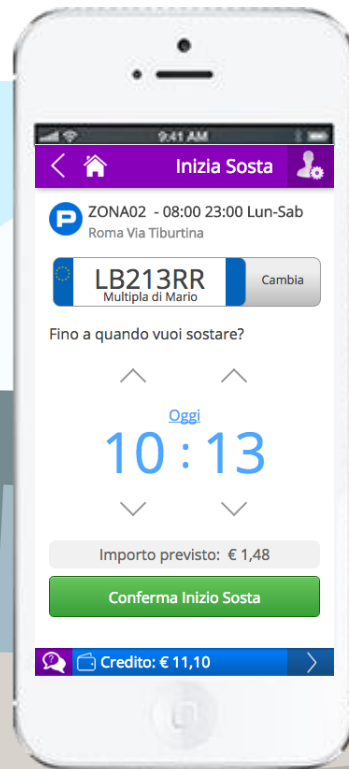 9:41 AM
Inizia Sosta
P
ZONA02 - 08:00 23:00 Lun-Sab
Roma Via Tiburtina
LB213RR
Multipla di Mario
Cambia
Fino a quando vuoi sostare?
Oggi
10 : 13
Importo previsto: € 1,48
Conferma Inizio Sosta
?
Credito: € 11,10